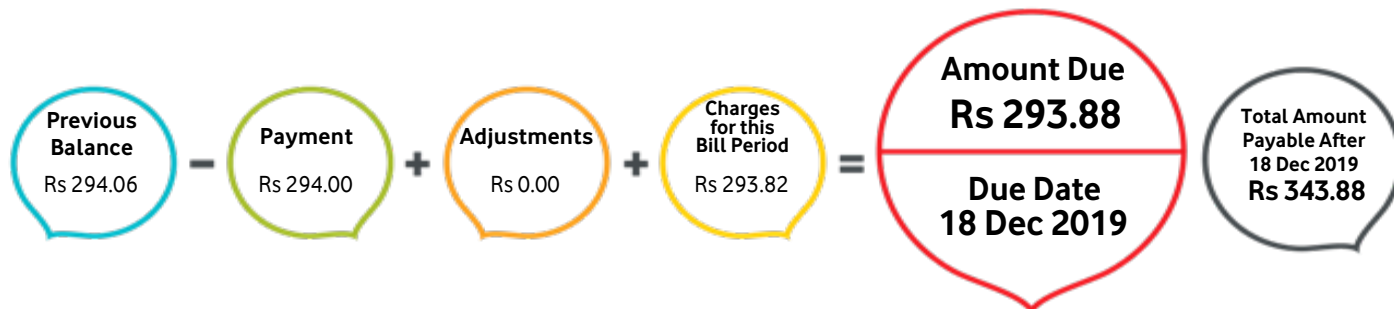 Previous
Balance
Rs 294.06
-
Payment
Rs 294.00
+
Adjustments
Rs 0.00
+
Charges
for this
Bill Period
Rs 293.82
=
Amount Due
Rs 293.88
Due Date
18 Dec 2019
Total Amount
Payable After
18 Dec 2019
Rs 343.88